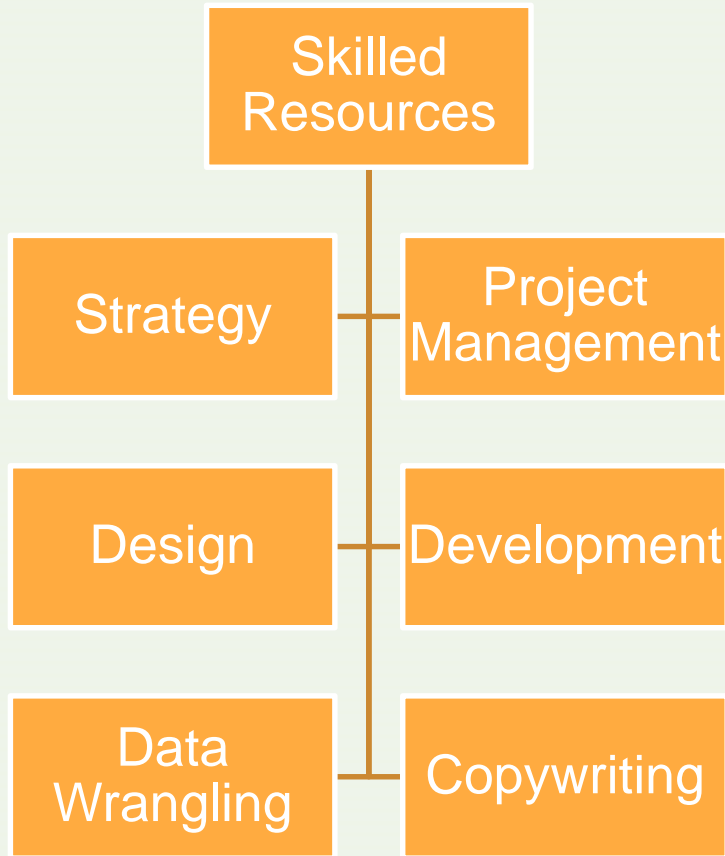 Skilled
Resources
Strategy
Project
Management
Design
Development
Data
Wrangling
Copywriting